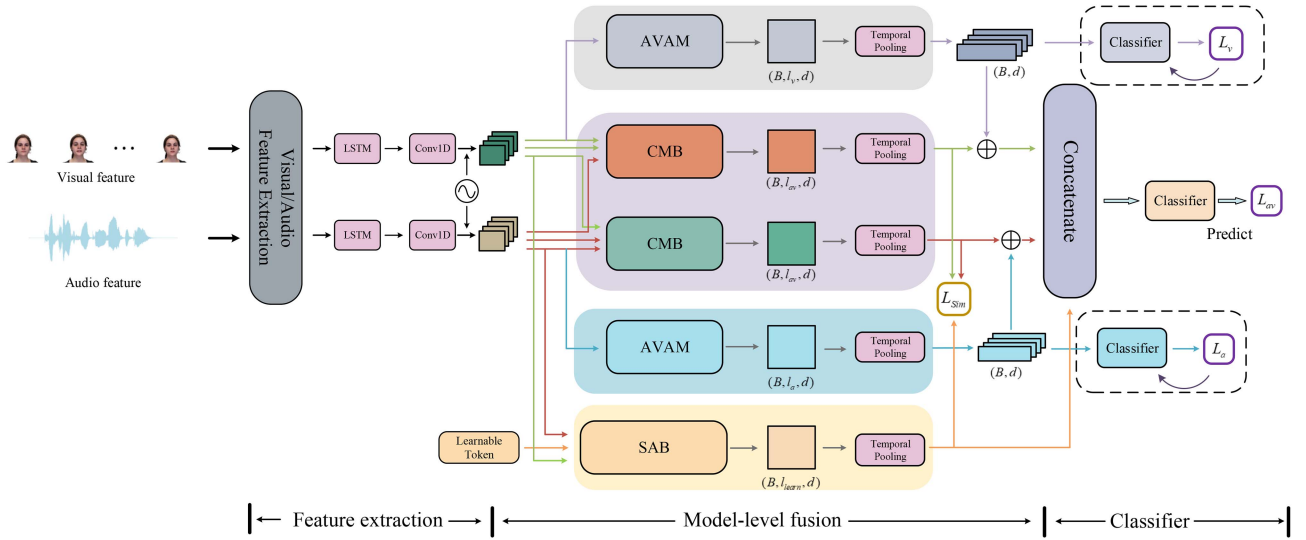 Visual feature
Audio feature
Visual/Audio
Feature Extraction
LSTM
Conv1D
LSTM
Conv1D
Learnable
Token
AVAM
(B, l_v, d)
Temporal
Pooling
(B, d)
Classifier
L_v
CMB
(B, l_av, d)
Temporal
Pooling
CMB
(B, l_av, d)
Temporal
Pooling
L_Sim
Concatenate
Classifier
L_av
Predict
AVAM
(B, l_a, d)
Temporal
Pooling
(B, d)
Classifier
L_a
SAB
(B, l_learn, d)
Temporal
Pooling
Feature extraction
Model-level fusion
Classifier